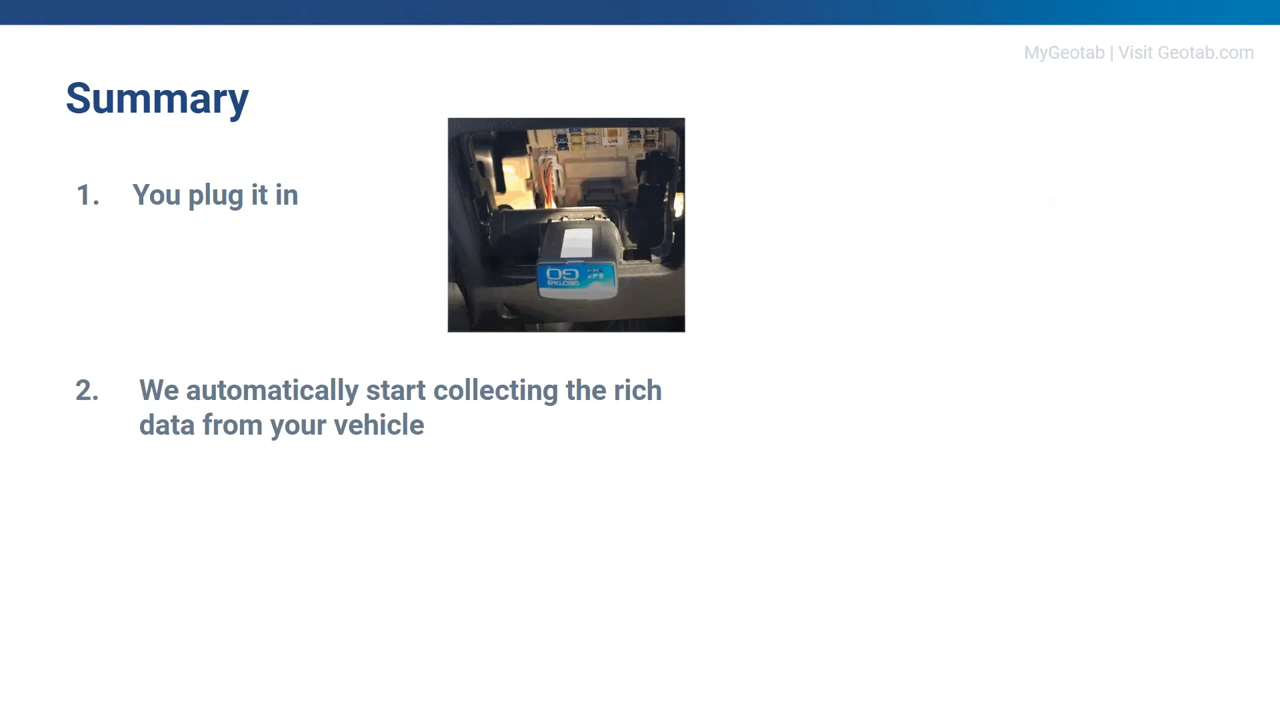 MyGeotab | Visit Geotab.com
Summary
1. You plug it in
GEOTAB
GO
2. We automatically start collecting the rich
data from your vehicle